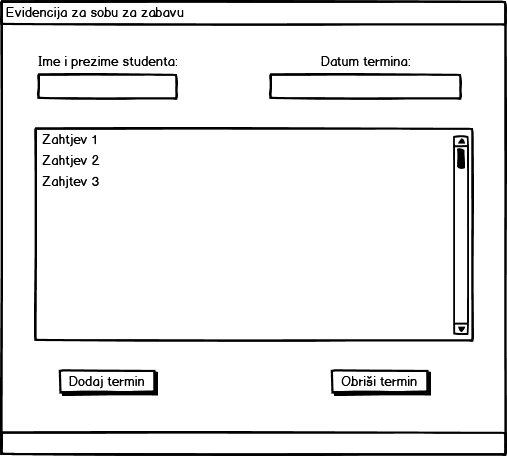 Evidencija za sobu za zabavu
Ime i prezime studenta:
Datum termina:
Zahtjev 1
Zahtjev 2
Zahjtev 3
Dodaj termin
Obriši termin